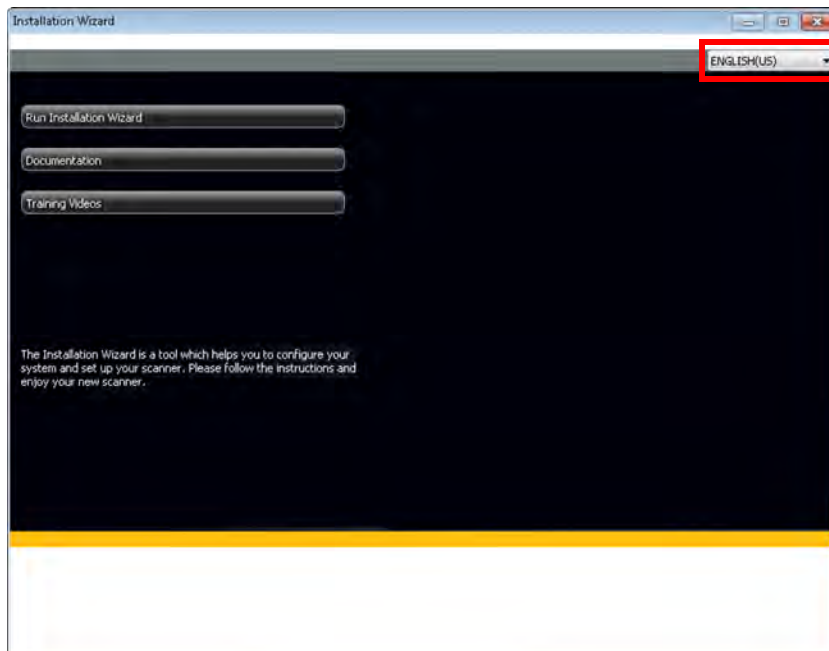 Installation Wizard
ENGLISH(US)
Run Installation Wizard
Documentation
Training Videos
The Installation Wizard is a tool which helps you to configure your
system and set up your scanner. Please follow the instructions and
enjoy your new scanner.